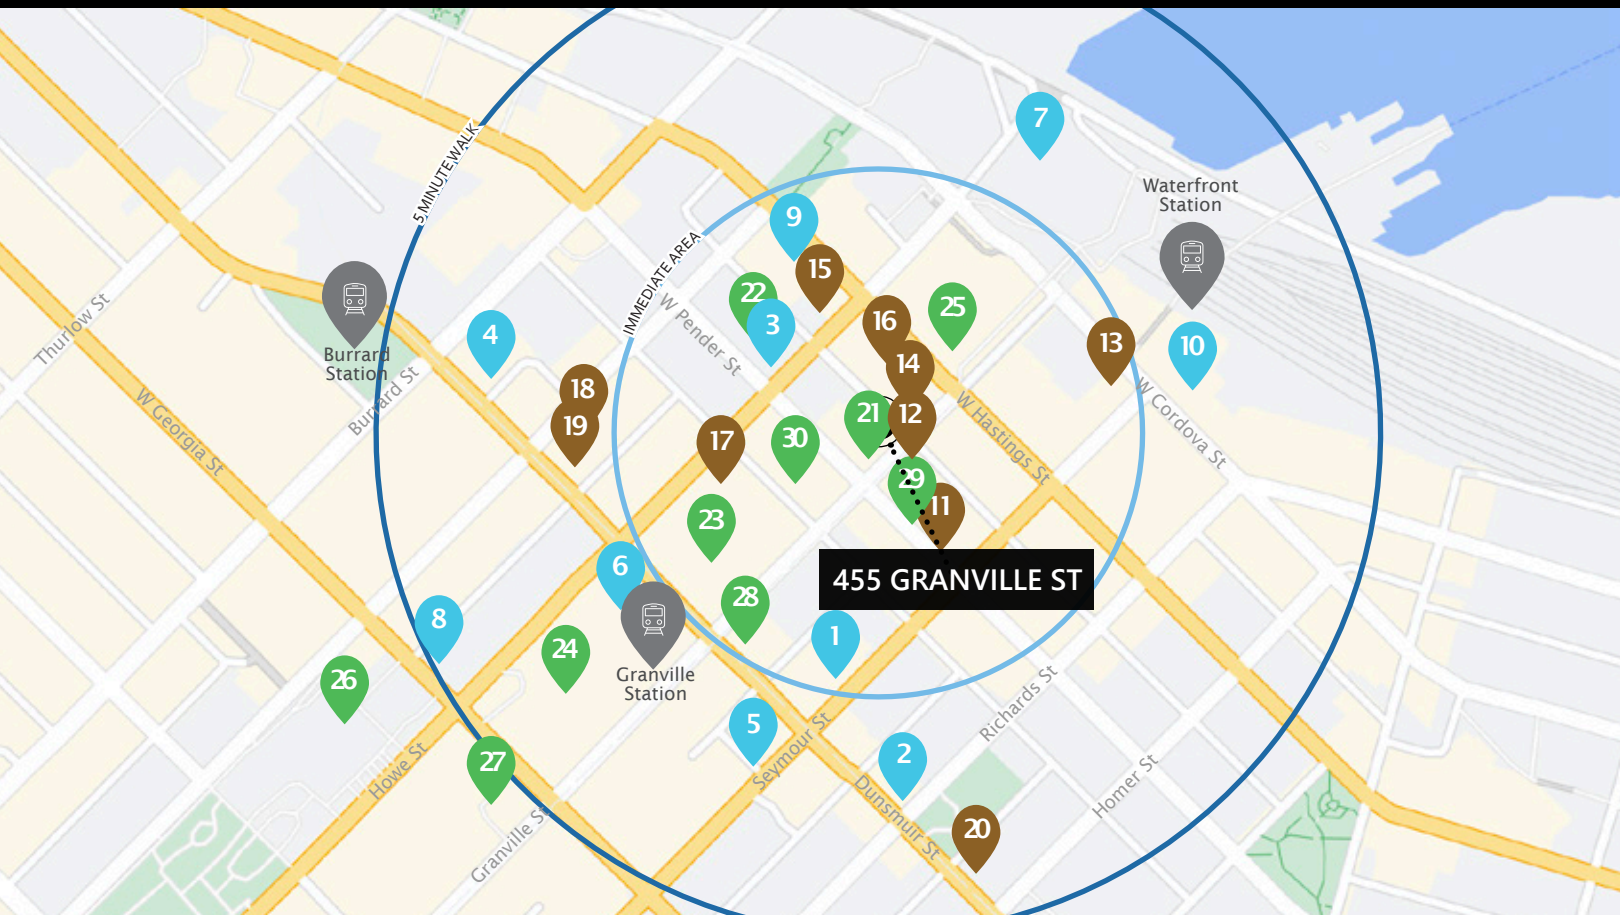 5 MINUTE WALK
7
Waterfront
Station
9
IMMEDIATE AREA
15
22
25
Thurlow St
W Pender St
3
16
4
13
10
Burrard
Station
14
18
Burrard St
W Georgia St
19
21
12
W Hastings St
W Cordova St
17
30
29
11
23
6
455 GRANVILLE ST
28
8
1
24
26
Granville
Station
5
Richards St
Seymour St
2
27
Howe St
Homer St
Dunsmuir St
20
Granville St